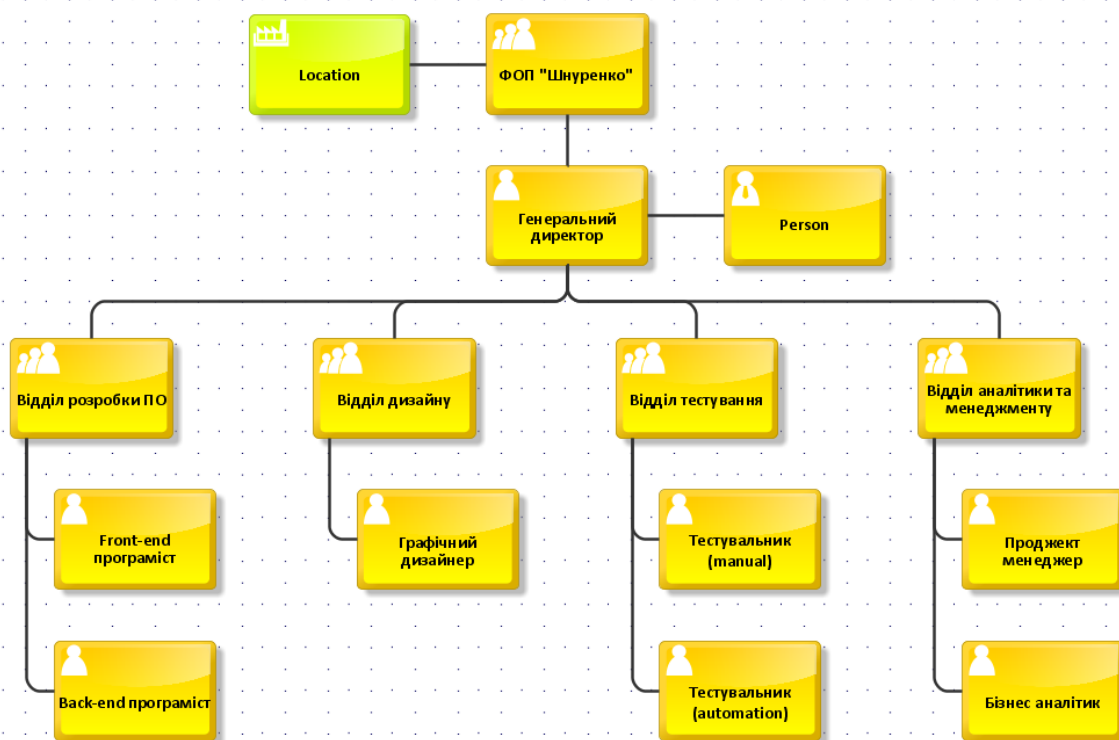 Location
ФОП "Шнуренко"
Генеральний
директор
Person
Відділ розробки ПО
Відділ дизайну
Відділ тестування
Відділ аналітики та
менеджменту
Front-end
програміст
Графічний
дизайнер
Тестувальник
(manual)
Проджект
менеджер
Back-end програміст
Тестувальник
(automation)
Бізнес аналітик